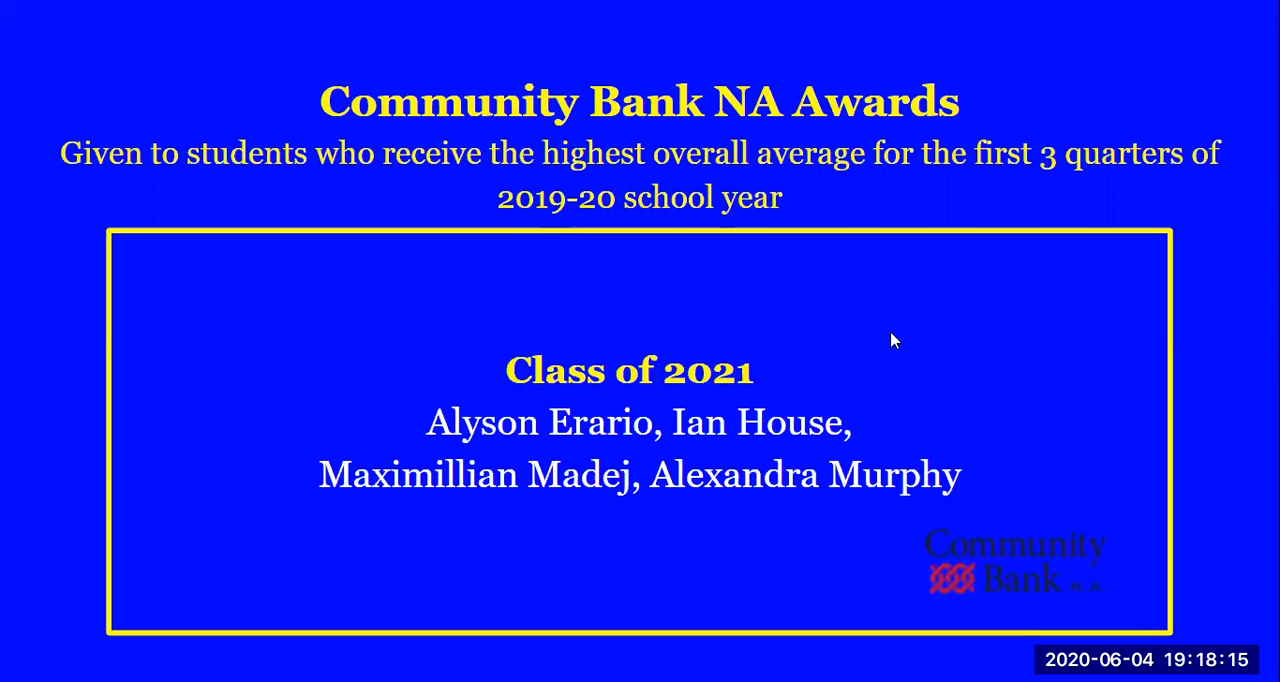 Community Bank NA Awards
Given to students who receive the highest overall average for the first 3 quarters of
2019-20 school year
Class of 2021
Alyson Erario, Ian House,
Maximillian Madej, Alexandra Murphy
Community
Bank N A
2020-06-04 19:18:15